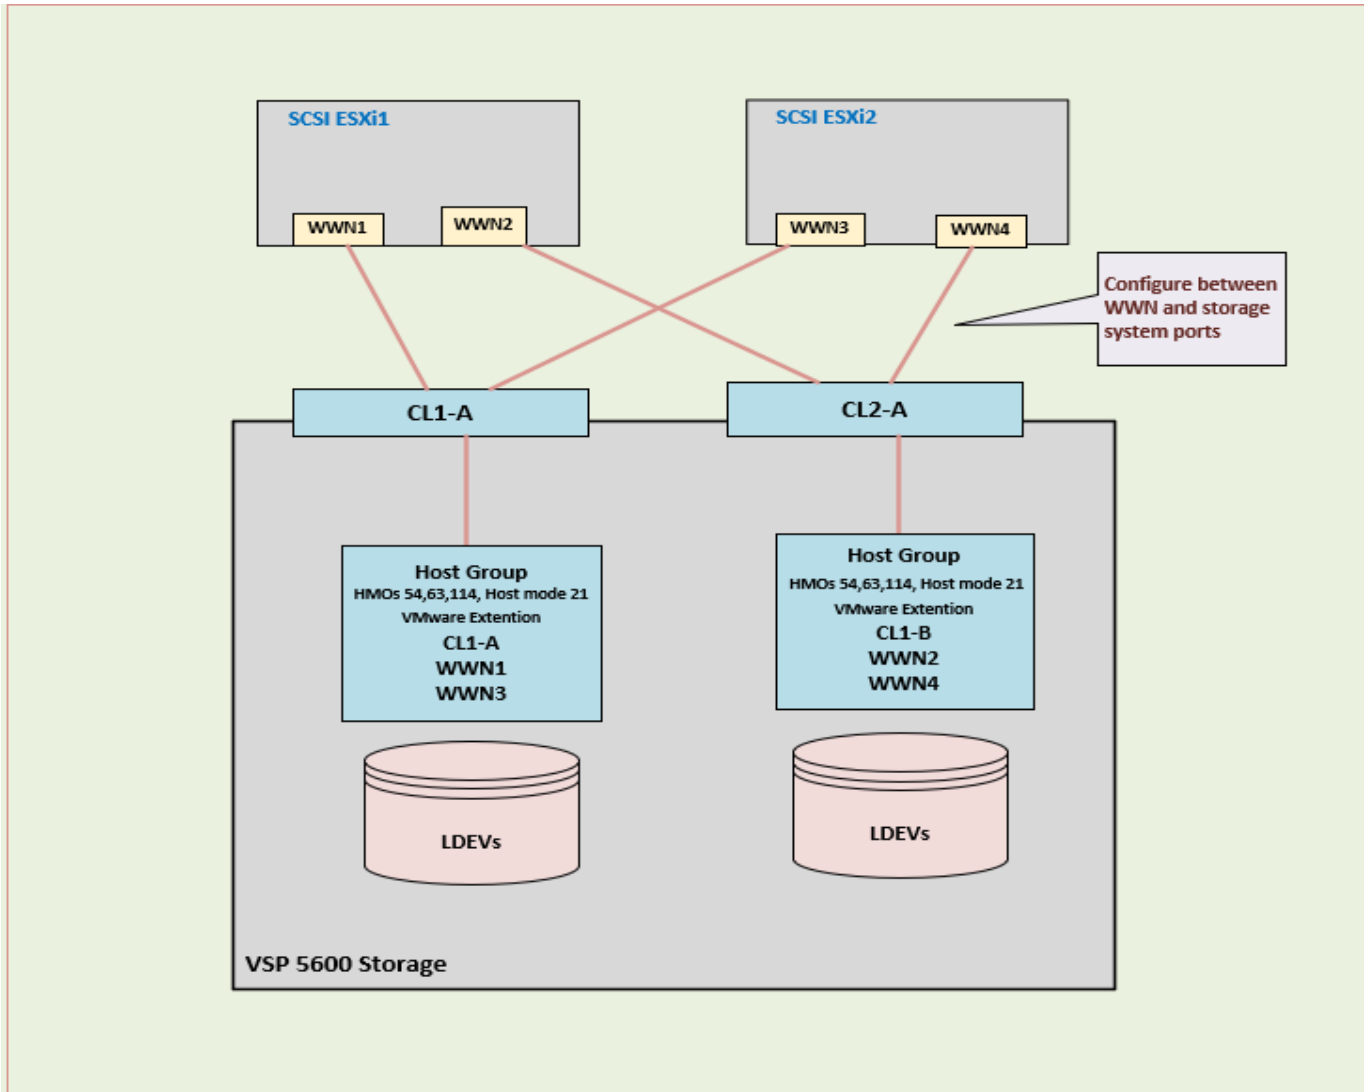 SCSI ESXi1
SCSI ESXi2
WWN1
WWN2
WWN3
WWN4
Configure between
WWN and storage
system ports
CL1-A
CL2-A
Host Group
HMOs 54,63,114, Host mode 21
VMware Extention
CL1-A
WWN1
WWN3
Host Group
HMOs 54,63,114, Host mode 21
VMware Extention
CL1-B
WWN2
WWN4
LDEVs
LDEVs
VSP 5600 Storage